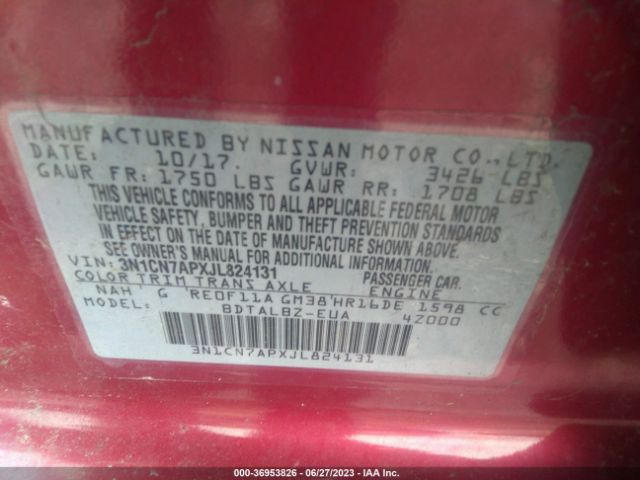 MANUFACTURED BY NISSAN MOTOR CO., LTD.
DATE: 10/17. GVWR: 3426 LBS
GAWR FR: 1750 LBS GAWR RR: 1708 LBS
THIS VEHICLE CONFORMS TO ALL APPLICABLE FEDERAL MOTOR
VEHICLE SAFETY, BUMPER AND THEFT PREVENTION STANDARDS
IN EFFECT ON THE DATE OF MANUFACTURE SHOWN ABOVE.
SEE OWNER'S MANUAL FOR ADDITIONAL INFORMATION.
VIN: 3N1CN7APXJL824131 PASSENGER CAR.
COLOR TRIM TRANS AXLE ENGINE
NAH G RE0F11A GM38 HR16DE 1598 CC
MODEL: BDTALBZ-EUA 4Z000
3N1CN7APXJL824131
000-36953826 / 06/27/2023 / IAA Inc.